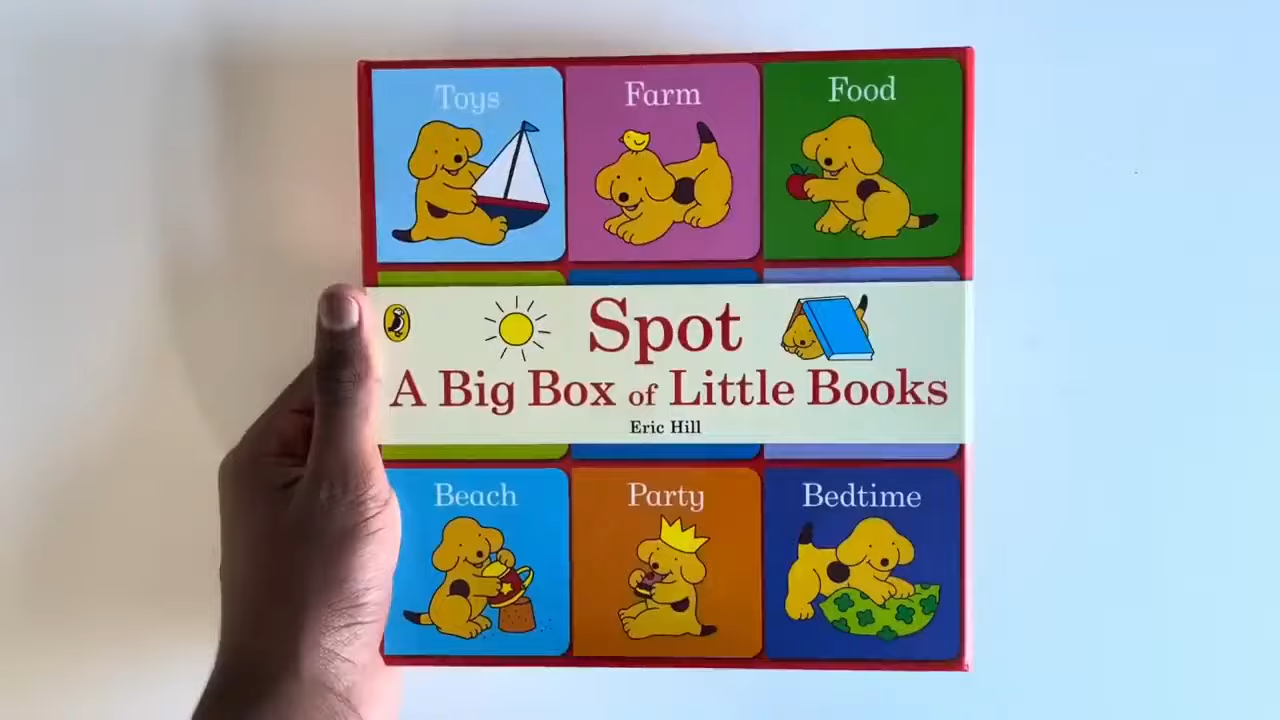 Toys
Farm
Food
Spot
A Big Box of Little Books
Eric Hill
Beach
Party
Bedtime